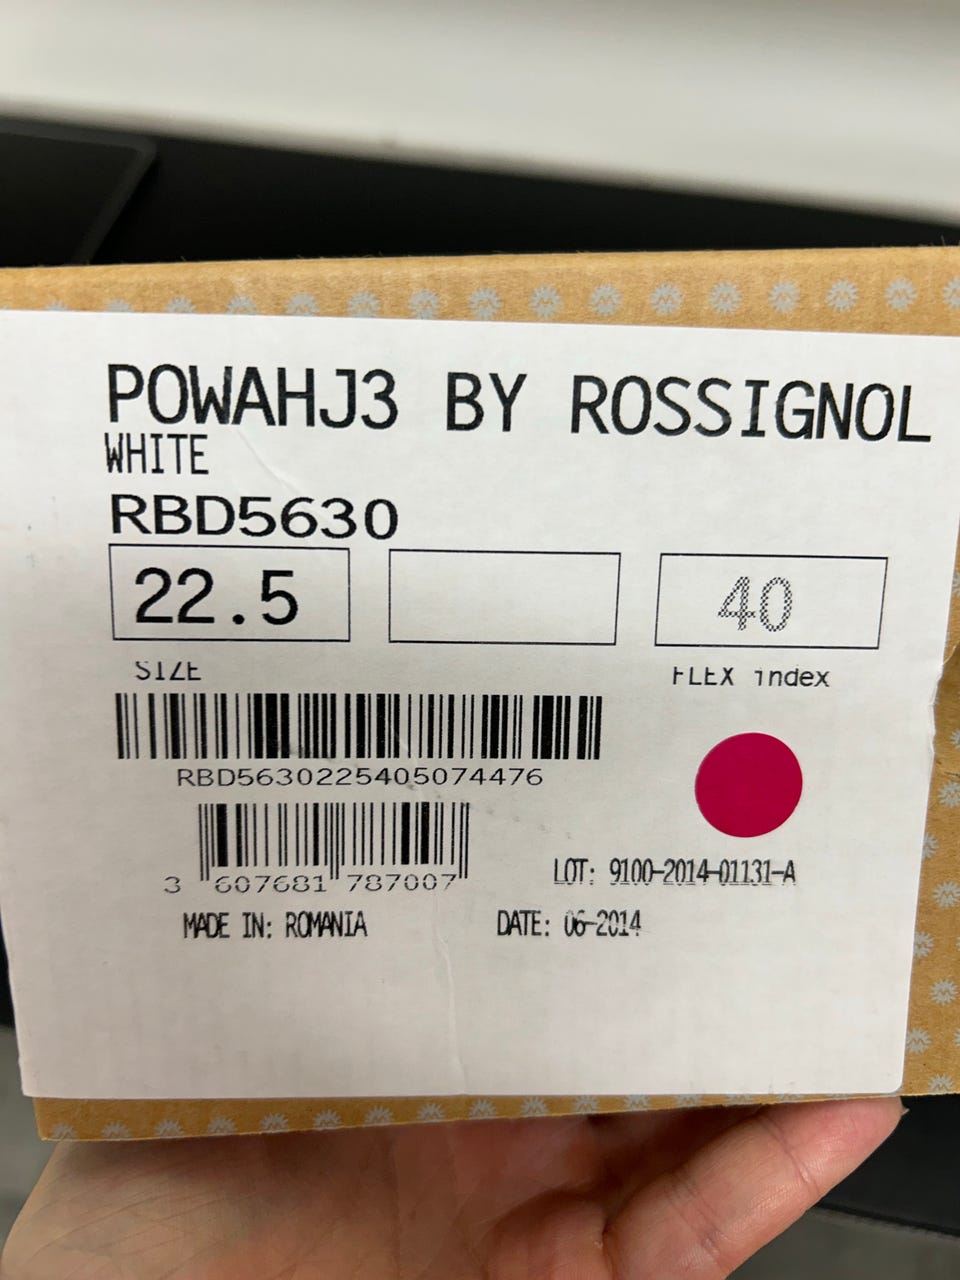 POWAHJ3 BY ROSSIGNOL
WHITE
RBD5630
22.5 40
SIZE FLEX index
RBD5630225405074476
3 607681 787007
LOT: 9100-2014-01131-A
MADE IN: ROMANIA DATE: 06-2014